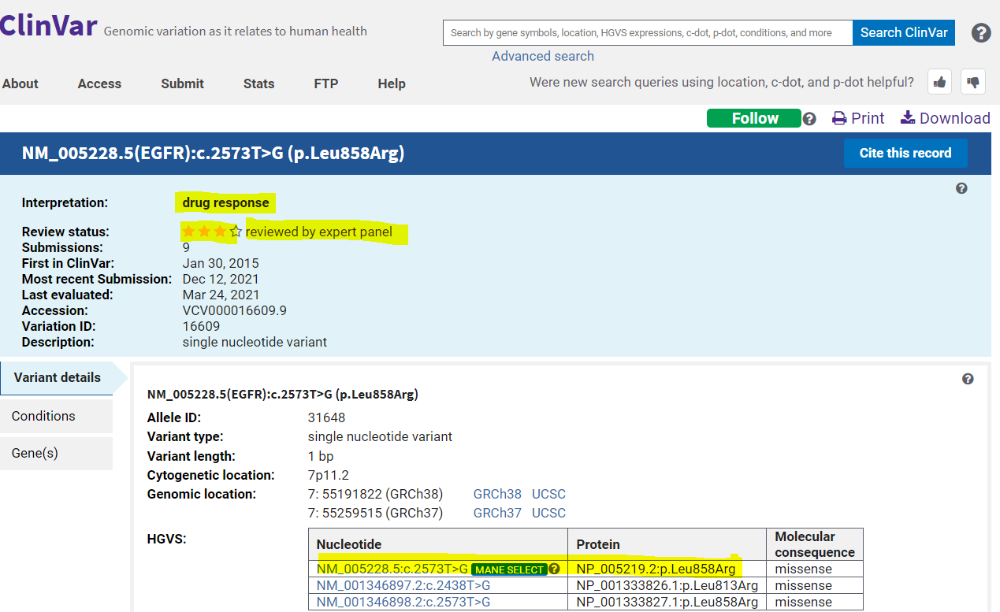 ClinVar Genomic variation as it relates to human health
Search by gene symbols, location, HGVS expressions, c-dot, p-dot, conditions, and more Search ClinVar ?
Advanced search
About Access Submit Stats FTP Help Were new search queries using location, c-dot, and p-dot helpful?
Follow ? Print Download
NM_005228.5(EGFR):c.2573T>G (p.Leu858Arg) Cite this record
?
Interpretation: drug response
Review status: reviewed by expert panel
Submissions: 9
First in ClinVar: Jan 30, 2015
Most recent Submission: Dec 12, 2021
Last evaluated: Mar 24, 2021
Accession: VCV000016609.9
Variation ID: 16609
Description: single nucleotide variant
Variant details
Conditions
Gene(s)
?
NM_005228.5(EGFR):c.2573T>G (p.Leu858Arg)
Allele ID: 31648
Variant type: single nucleotide variant
Variant length: 1 bp
Cytogenetic location: 7p11.2
Genomic location: 7: 55191822 (GRCh38) GRCh38 UCSC
7: 55259515 (GRCh37) GRCh37 UCSC
HGVS:
Nucleotide Protein Molecular consequence
NM_005228.5:c.2573T>G MANE SELECT ? NP_005219.2:p.Leu858Arg missense
NM_001346897.2:c.2438T>G NP_001333826.1:p.Leu813Arg missense
NM_001346898.2:c.2573T>G NP_001333827.1:p.Leu858Arg missense